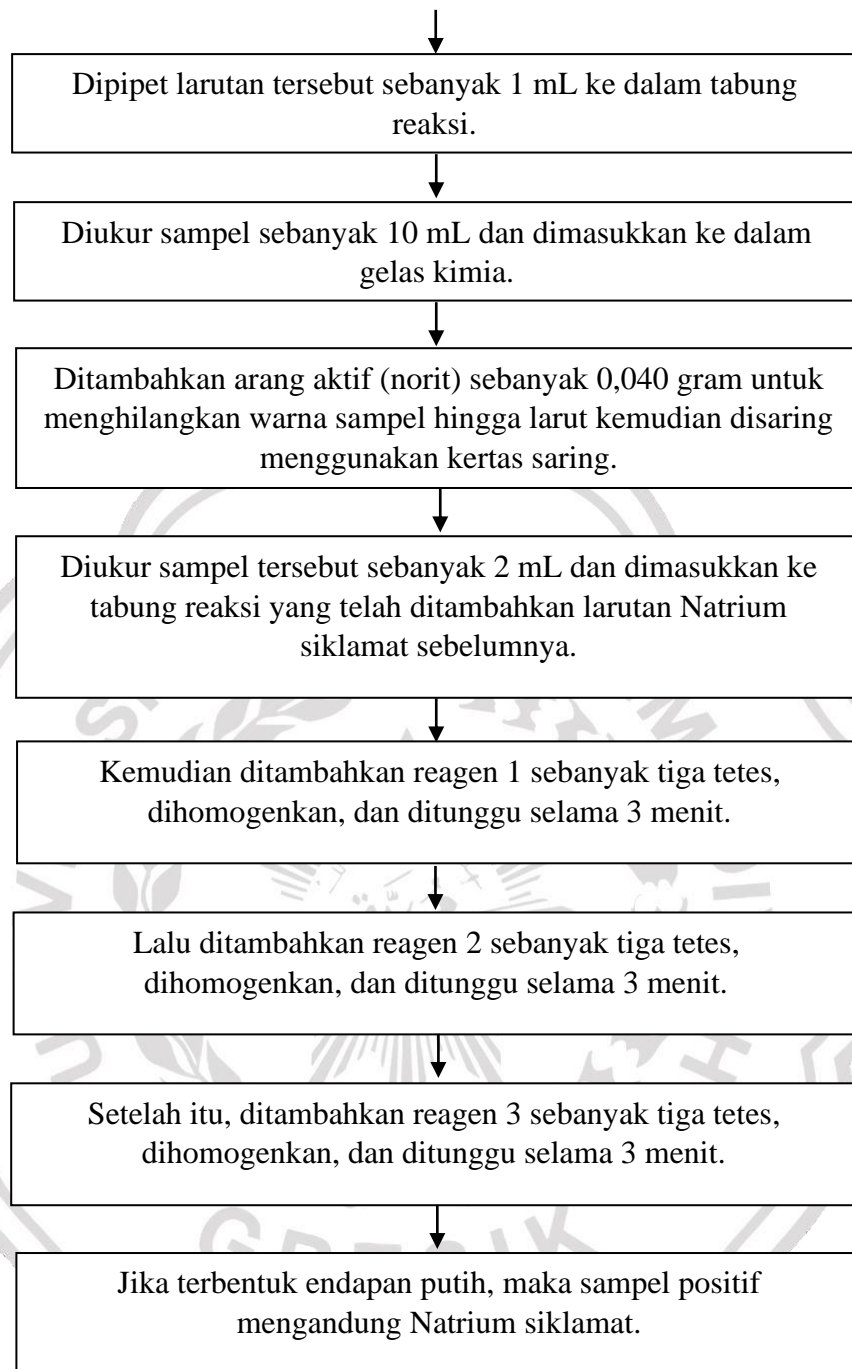 Dipipet larutan tersebut sebanyak 1 mL ke dalam tabung
reaksi.
Diukur sampel sebanyak 10 mL dan dimasukkan ke dalam
gelas kimia.
Ditambahkan arang aktif (norit) sebanyak 0,040 gram untuk
menghilangkan warna sampel hingga larut kemudian disaring
menggunakan kertas saring.
Diukur sampel tersebut sebanyak 2 mL dan dimasukkan ke
tabung reaksi yang telah ditambahkan larutan Natrium
siklamat sebelumnya.
Kemudian ditambahkan reagen 1 sebanyak tiga tetes,
dihomogenkan, dan ditunggu selama 3 menit.
Lalu ditambahkan reagen 2 sebanyak tiga tetes,
dihomogenkan, dan ditunggu selama 3 menit.
Setelah itu, ditambahkan reagen 3 sebanyak tiga tetes,
dihomogenkan, dan ditunggu selama 3 menit.
Jika terbentuk endapan putih, maka sampel positif
mengandung Natrium siklamat.